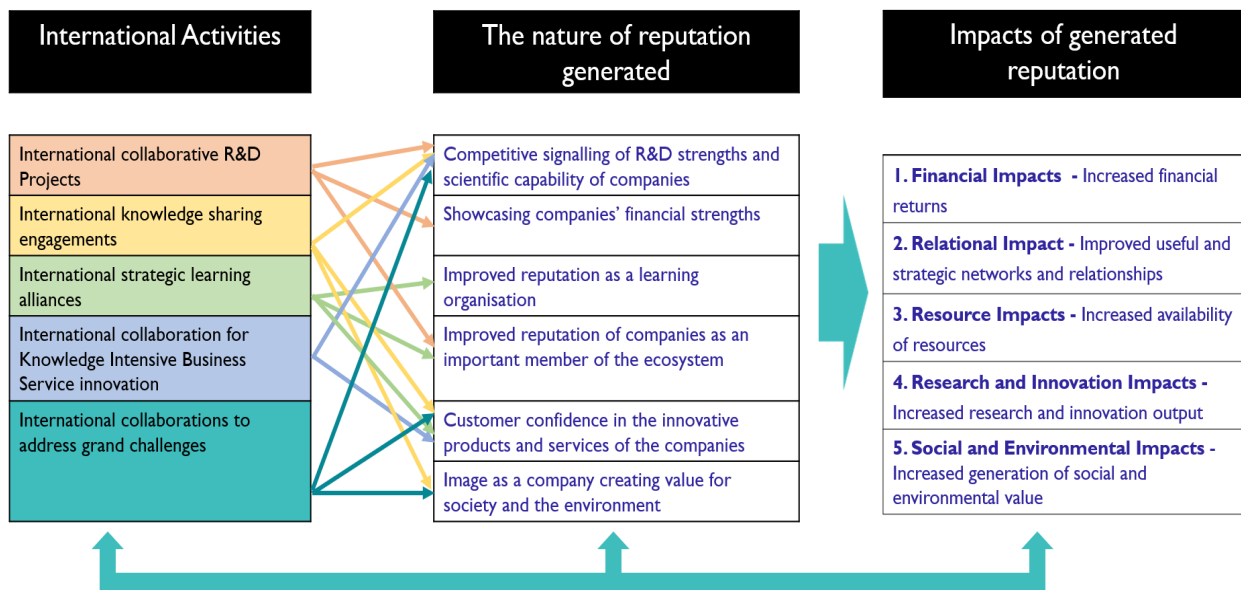 International Activities
The nature of reputation
generated
Impacts of generated
reputation
International collaborative R&D
Projects
International knowledge sharing
engagements
International strategic learning
alliances
International collaboration for
Knowledge Intensive Business
Service innovation
International collaborations to
address grand challenges
Competitive signalling of R&D strengths and
scientific capability of companies
Showcasing companies' financial strengths
Improved reputation as a learning
organisation
Improved reputation of companies as an
important member of the ecosystem
Customer confidence in the innovative
products and services of the companies
Image as a company creating value for
society and the environment
1. Financial Impacts - Increased financial
returns
2. Relational Impact - Improved useful and
strategic networks and relationships
3. Resource Impacts - Increased availability
of resources
4. Research and Innovation Impacts -
Increased research and innovation output
5. Social and Environmental Impacts -
Increased generation of social and
environmental value